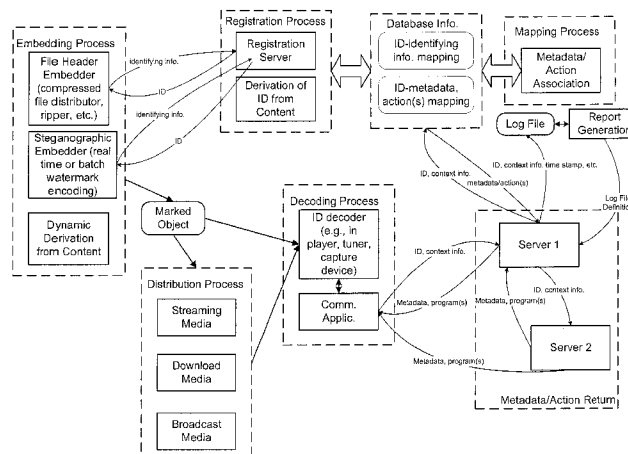 Registration Process
Database Info.
Mapping Process
Embedding Process
File Header
Embedder
(compressed
file distributor,
ripper, etc.)
Steganographic
Embedder (real
time or batch
watermark
encoding)
Dynamic
Derivation
from Content
identifying info.
ID
identifying info.
ID
Registration
Server
Derivation of
ID from
Content
ID-identifying
info. mapping
ID-metadata,
action(s) mapping
Metadata/
Action
Association
Log File
Report
Generation
ID, context info.
ID, context info, time stamp, etc.
metadata/action(s)
Log File
Definition
Marked
Object
Decoding Process
ID decoder
(e.g., in
player, tuner,
capture
device)
Comm.
Applic.
ID, context info.
Metadata, program(s)
Server 1
ID, context info.
Metadata, program(s)
Server 2
Metadata, program(s)
Metadata/Action Return
Distribution Process
Streaming
Media
Download
Media
Broadcast
Media